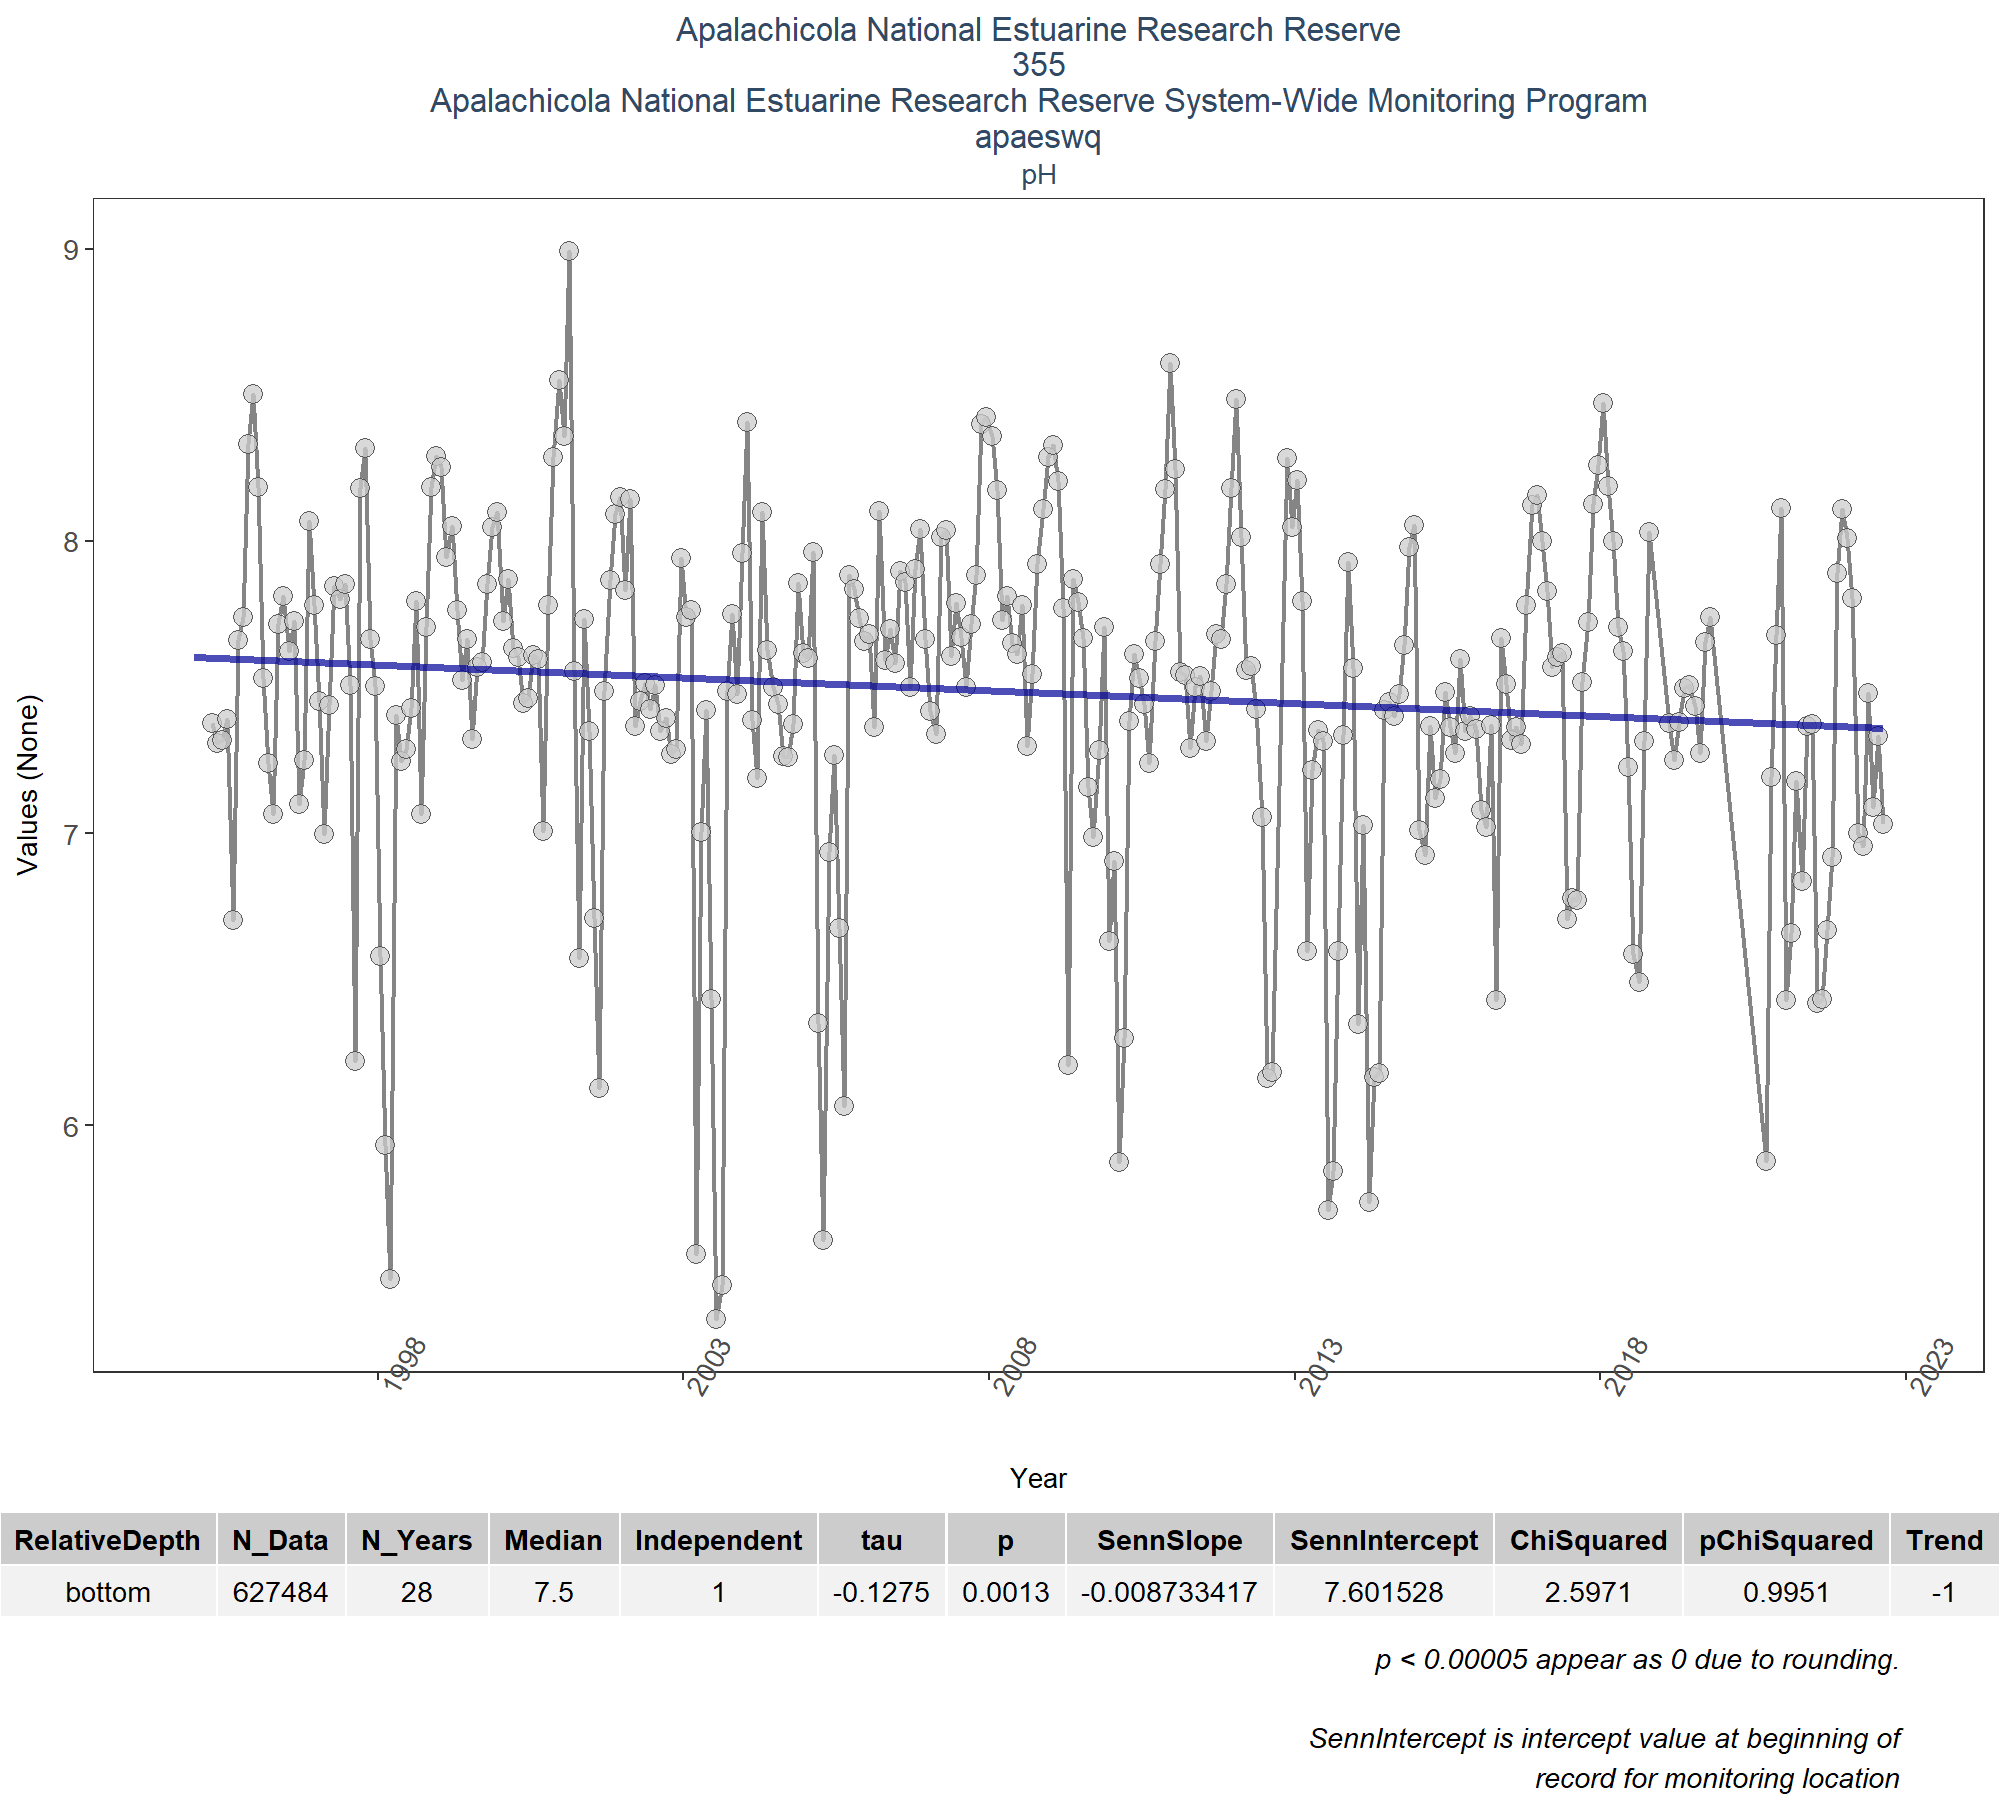 Apalachicola National Estuarine Research Reserve
355
Apalachicola National Estuarine Research Reserve System-Wide Monitoring Program
apaeswq
pH
9
8
7
6
Values (None)
1998 2003 2008 2013 2018 2023
Year
RelativeDepth N_Data N_Years Median Independent tau p SennSlope SennIntercept ChiSquared pChiSquared Trend
bottom 627484 28 7.5 1 -0.1275 0.0013 -0.008733417 7.601528 2.5971 0.9951 -1
p < 0.00005 appear as 0 due to rounding.
SennIntercept is intercept value at beginning of
record for monitoring location